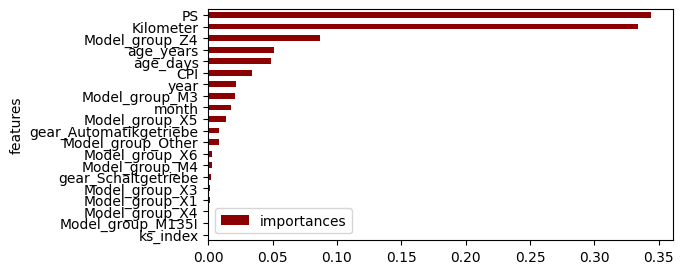 PS
Kilometer
Model_group_Z4
age_years
age_days
CPI
year
Model_group_M3
month
Model_group_X5
gear_Automatikgetriebe
Model_group_Other
Model_group_X6
Model_group_M4
gear_Schaltgetriebe
Model_group_X3
Model_group_X1
Model_group_X4
Model_group_M135I
ks_index
features
importances
0.00 0.05 0.10 0.15 0.20 0.25 0.30 0.35